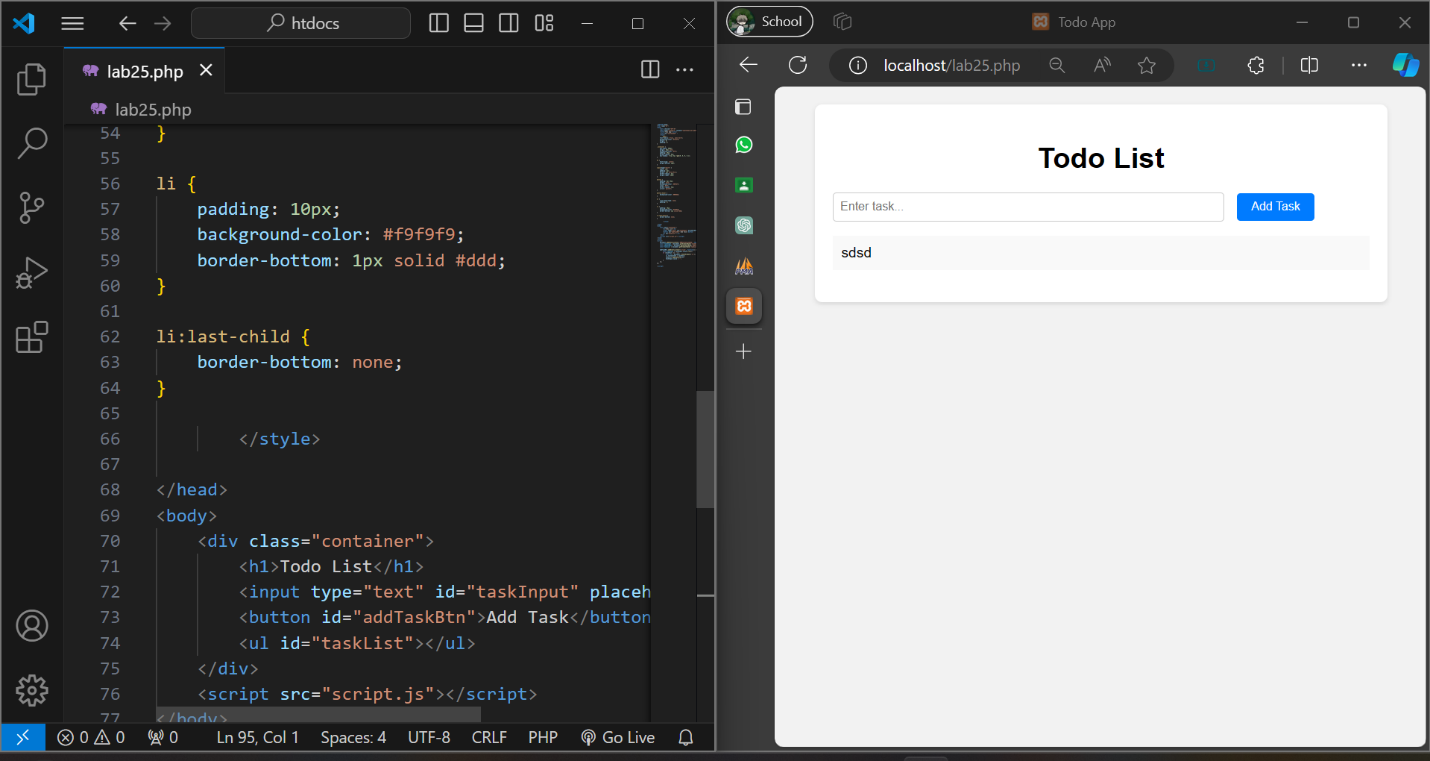 htdocs
lab25.php
lab25.php
54 }
55
56 li {
57 padding: 10px;
58 background-color: #f9f9f9;
59 border-bottom: 1px solid #ddd;
60 }
61
62 li:last-child {
63 border-bottom: none;
64 }
65
66 </style>
67
68 </head>
69 <body>
70 <div class="container">
71 <h1>Todo List</h1>
72 <input type="text" id="taskInput" placeh
73 <button id="addTaskBtn">Add Task</button
74 <ul id="taskList"></ul>
75 </div>
76 <script src="script.js"></script>
77 </body>
0 0 0 Ln 95, Col 1 Spaces: 4 UTF-8 CRLF PHP Go Live
School Todo App
localhost/lab25.php
Todo List
Enter task... Add Task
sdsd